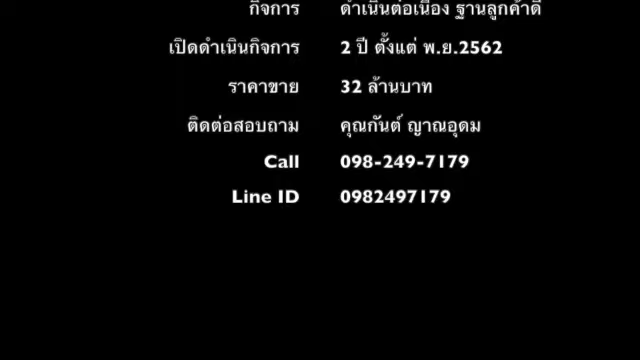 กิจการ ดำเนินต่อเนื่อง ฐานลูกค้าดี
เปิดดำเนินกิจการ 2 ปี ตั้งแต่ พ.ย.2562
ราคาขาย 32 ล้านบาท
ติดต่อสอบถาม คุณกันต์ ญาณอุดม
Call 098-249-7179
Line ID 0982497179